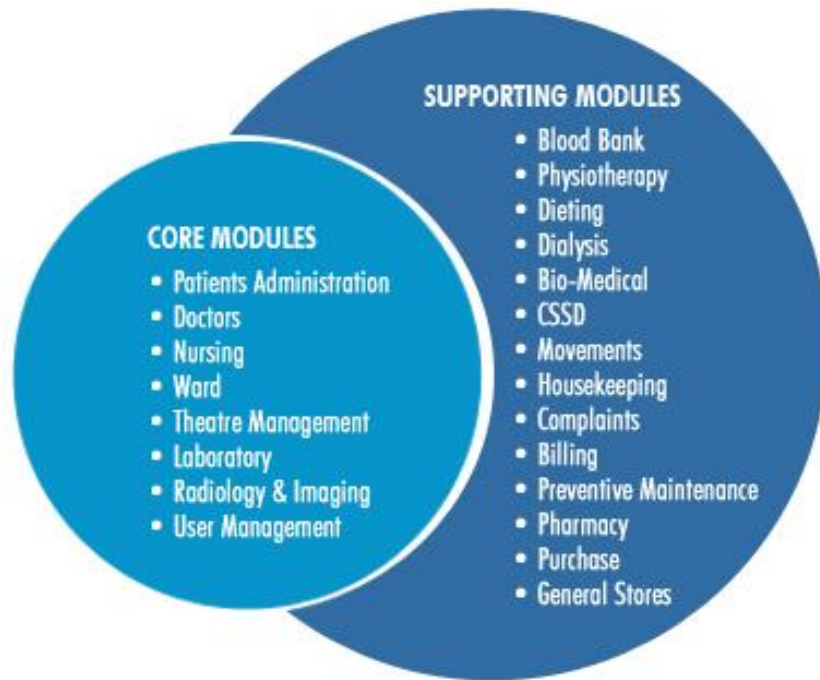 CORE MODULES
• Patients Administration
• Doctors
• Nursing
• Ward
• Theatre Management
• Laboratory
• Radiology & Imaging
• User Management
SUPPORTING MODULES
• Blood Bank
• Physiotherapy
• Dieting
• Dialysis
• Bio-Medical
• CSSD
• Movements
• Housekeeping
• Complaints
• Billing
• Preventive Maintenance
• Pharmacy
• Purchase
• General Stores